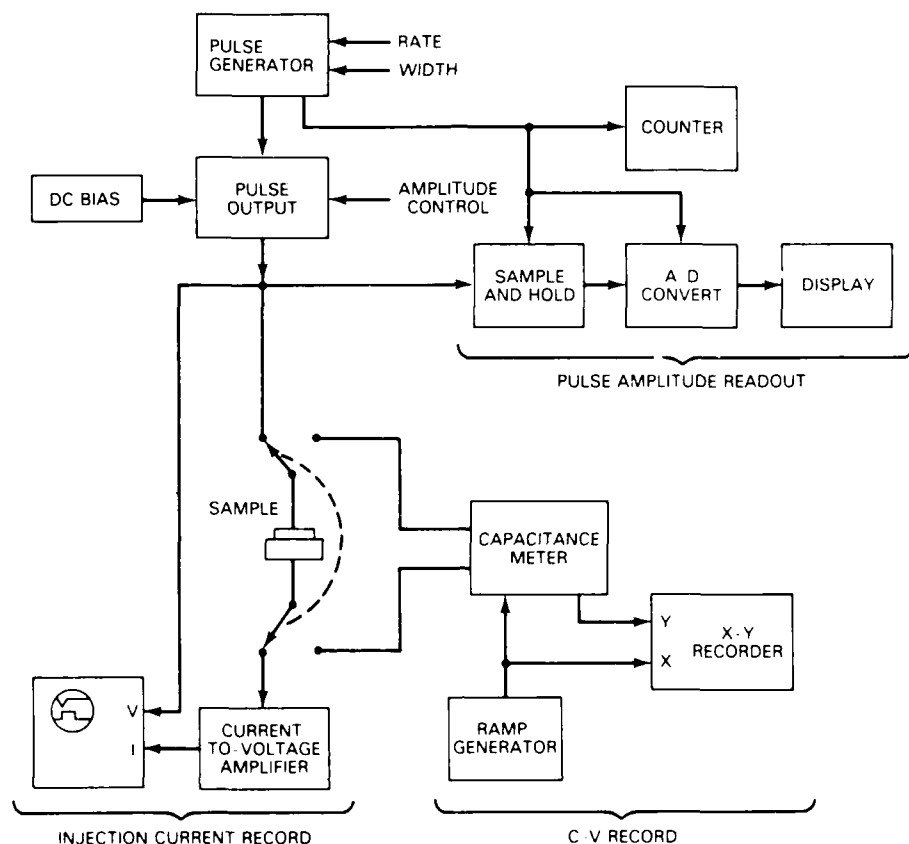 PULSE
GENERATOR
RATE
WIDTH
COUNTER
DC BIAS
PULSE
OUTPUT
AMPLITUDE
CONTROL
SAMPLE
AND HOLD
A D
CONVERT
DISPLAY
PULSE AMPLITUDE READOUT
SAMPLE
CAPACITANCE
METER
Y
X
X-Y
RECORDER
V
I
CURRENT
TO-VOLTAGE
AMPLIFIER
RAMP
GENERATOR
INJECTION CURRENT RECORD
C-V RECORD